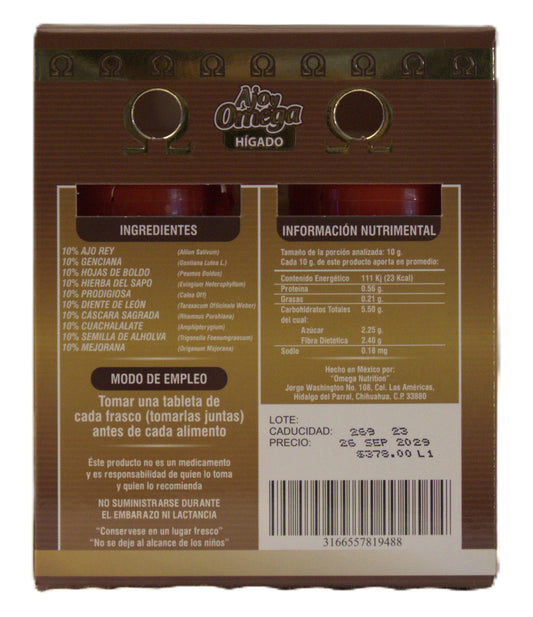 Ajo y
Omega
HÍGADO
INGREDIENTES
10% AJO REY (Alliun Sativum)
10% GENCIANA (Gentiana Lutea L.)
10% HOJAS DE BOLDO (Peumus Boldus)
10% HIERBA DEL SAPO (Evingium Heterophyllum)
10% PRODIGIOSA (Calea Off)
10% DIENTE DE LEÓN (Taraxacum Officinale Weber)
10% CÁSCARA SAGRADA (Rhamnus Purshiana)
10% CUACHALALATE (Amphipterygium)
10% SEMILLA DE ALHOLVA (Trigonella Foenungraecum)
10% MEJORANA (Origenum Mororana)
MODO DE EMPLEO
Tomar una tableta de
cada frasco (tomarlas juntas)
antes de cada alimento
Éste producto no es un medicamento
y es responsabilidad de quien lo toma
y quien lo recomienda
NO SUMINISTRARSE DURANTE
EL EMBARAZO NI LACTANCIA
"Conservese en un lugar fresco"
"No se deje al alcance de los niños"
INFORMACIÓN NUTRIMENTAL
Tamaño de la porción analizada: 10 g.
Cada 10 g. de este producto aporta en promedio:
Contenido Energético 111 Kj (23 Kcal)
Proteína 0.56 g.
Grasas 0.21 g.
Carbohidratos Totales 5.50 g.
del cual:
Azúcar 2.25 g.
Fibra Dietética 2.40 g
Sodio 0.18 mg
Hecho en México por:
"Omega Nutrition"
Jorge Washington No. 108, Col. Las Américas,
Hidalgo del Parral, Chihuahua. C.P. 33880
LOTE:
CADUCIDAD: 269 23
PRECIO: 26 SEP 2029
$378.00 L1
3166557819488